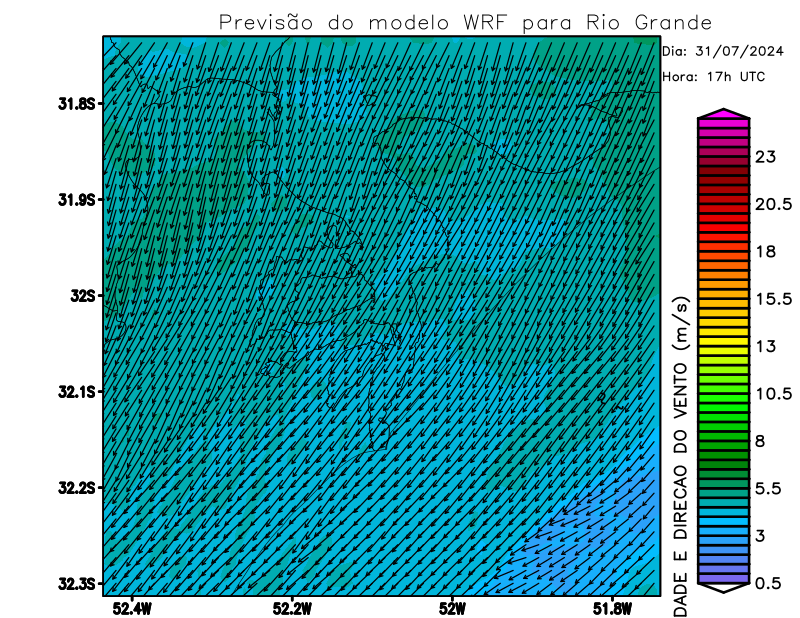 Previsão do modelo WRF para Rio Grande
Dia: 31/07/2024
Hora: 17h UTC
31.8S
31.9S
32S
32.1S
32.2S
32.3S
52.4W
52.2W
52W
51.8W
23
20.5
18
15.5
13
10.5
8
5.5
3
0.5
DADE E DIRECAO DO VENTO (m/s)